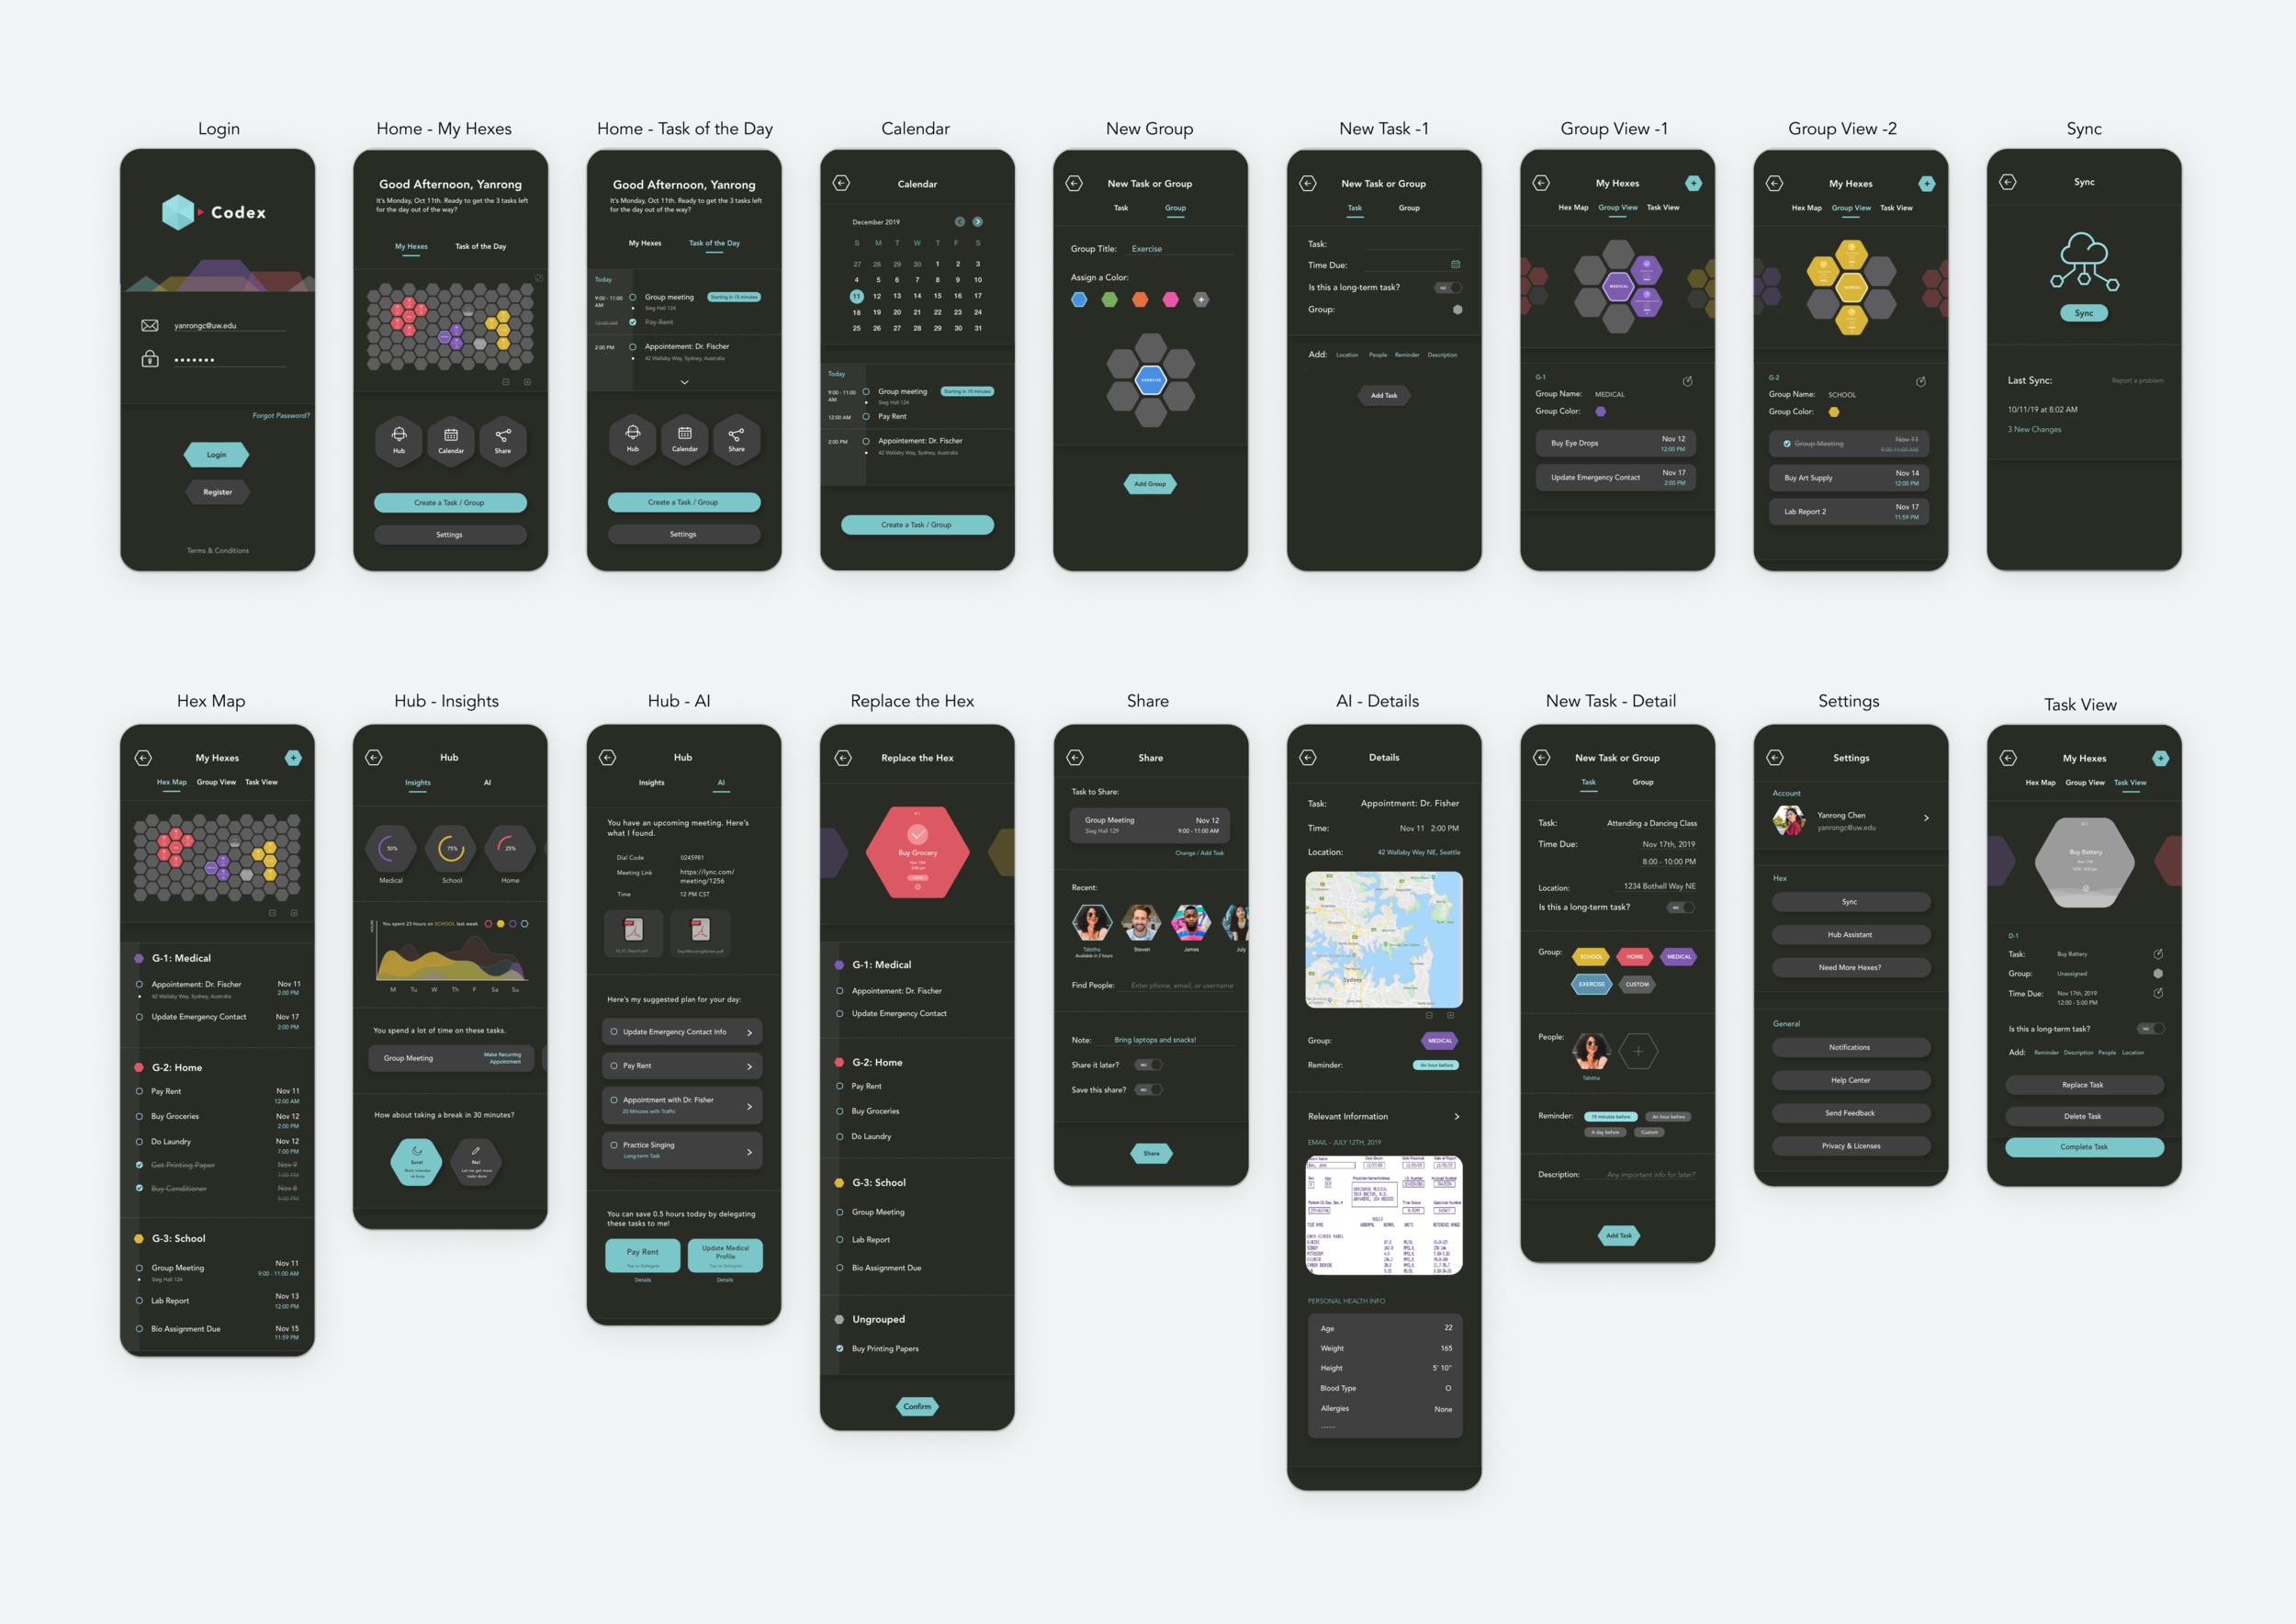 Login
Codex
yanrongc@uw.edu
Forgot Password?
Login
Register
Terms & Conditions
Home - My Hexes
Good Afternoon, Yanrong
It's Monday, Oct 11th. Ready to get the 3 tasks left
for the day out of the way?
My Hexes
Task of the Day
Hub
Calendar
Share
Create a Task / Group
Settings
Home - Task of the Day
Good Afternoon, Yanrong
It's Monday, Oct 11th. Ready to get the 3 tasks left
for the day out of the way?
My Hexes
Task of the Day
Today
9:00 - 11:00
AM
Group meeting
Starting in 15 minutes
Sieg Hall 124
12:00 AM
Pay Rent
2:00 PM
Appointement: Dr. Fischer
42 Wallaby Way, Sydney, Australia
Hub
Calendar
Share
Create a Task / Group
Settings
Calendar
Calendar
December 2019
S M T W T F S
27 28 29 30 1 2 3
4 5 6 7 8 9 10
11 12 13 14 15 16 17
18 19 20 21 22 23 24
25 26 27 28 29 30 31
Today
9:00 - 11:00
AM
Group meeting
Starting in 15 minutes
Sieg Hall 124
12:00 AM
Pay Rent
2:00 PM
Appointement: Dr. Fischer
42 Wallaby Way, Sydney, Australia
Create a Task / Group
New Group
New Task or Group
Task
Group
Group Title:
Exercise
Assign a Color:
EXERCISE
Add Group
New Task -1
New Task or Group
Task
Group
Task:
Time Due:
Is this a long-term task?
NO
Group:
Add:
Location
People
Reminder
Description
Add Task
Group View -1
My Hexes
Hex Map
Group View
Task View
MEDICAL
G-1
Group Name:
MEDICAL
Group Color:
Buy Eye Drops
Nov 12
12:00 PM
Update Emergency Contact
Nov 17
2:00 PM
Group View -2
My Hexes
Hex Map
Group View
Task View
SCHOOL
G-2
Group Name:
SCHOOL
Group Color:
Group Meeting
Nov 11
9:00-11:00 AM
Buy Art Supply
Nov 14
12:00 PM
Lab Report 2
Nov 17
11:59 PM
Sync
Sync
Sync
Last Sync:
Report a problem
10/11/19 at 8:02 AM
3 New Changes
Hex Map
My Hexes
Hex Map
Group View
Task View
G-1: Medical
Appointement: Dr. Fischer
Nov 11
42 Wallaby Way, Sydney, Australia
2:00 PM
Update Emergency Contact
Nov 17
2:00 PM
G-2: Home
Pay Rent
Nov 11
12:00 AM
Buy Groceries
Nov 12
2:00 PM
Do Laundry
Nov 12
7:00 PM
Get Printing Paper
Nov 9
7:00 PM
Buy Conditioner
Nov 8
5:00 PM
G-3: School
Group Meeting
Nov 11
9:00 - 11:00 AM
Sieg Hall 124
Lab Report
Nov 13
12:00 PM
Bio Assignment Due
Nov 15
11:59 PM
Hub - Insights
Hub
Insights
AI
50%
75%
25%
Medical
School
Home
You spent 23 hours on SCHOOL last week
HOURS
M Tu W Th F Sa Su
You spend a lot of time on these tasks.
Group Meeting
Make Recurring
Appointment
How about taking a break in 30 minutes?
Sure!
Mark calendar
as busy
No!
Let me get more
tasks done
Hub - AI
Hub
Insights
AI
You have an upcoming meeting. Here's
what I found.
Dial Code
0245981
Meeting Link
https://lync.com/
meeting/1256
Time
12 PM CST
Here's my suggested plan for your day:
Update Emergency Contact Info
Pay Rent
Appointment with Dr. Fisher
20 Minutes with Traffic
Practice Singing
Long-term Task
You can save 0.5 hours today by delegating
these tasks to me!
Pay Rent
Tap to Delegate
Update Medical
Profile
Tap to Delegate
Details
Details
Replace the Hex
Replace the Hex
Buy Grocery
Nov 12th
G-1: Medical
Appointement: Dr. Fischer
Update Emergency Contact
G-2: Home
Pay Rent
Buy Groceries
Do Laundry
G-3: School
Group Meeting
Lab Report
Bio Assignment Due
Ungrouped
Buy Printing Papers
Confirm
Share
Share
Task to Share:
Group Meeting
Nov 12
Sieg Hall 129
9:00 - 11:00 AM
Change / Add Task
Recent:
Tabitha
Available in 2 hours
Steven
James
July
Find People:
Enter phone, email, or username
Note:
Bring laptops and snacks!
Share it later?
NO
Save this share?
NO
Share
AI - Details
Details
Task:
Appointment: Dr. Fisher
Time:
Nov 11 2:00 PM
Location:
42 Wallaby Way NE, Seattle
Sydney
Group:
MEDICAL
Reminder:
An hour before
Relevant Information
EMAIL - JULY 12TH, 2019
PERSONAL HEALTH INFO
Age
22
Weight
165
Height
5' 10"
Blood Type
O
Allergies
None
......
New Task - Detail
New Task or Group
Task
Group
Task:
Attending a Dancing Class
Time Due:
Nov 17th, 2019
8:00 - 10:00 PM
Location:
1234 Bothell Way NE
Is this a long-term task?
NO
Group:
SCHOOL
HOME
MEDICAL
EXERCISE
CUSTOM
People:
Tabitha
Reminder:
15 minutes before
An hour before
A day before
Custom
Description:
Any important info for later?
Add Task
Settings
Settings
Account
Yanrong Chen
yanrongc@uw.edu
Hex
Sync
Hub Assistant
Need More Hexes?
General
Notifications
Help Center
Send Feedback
Privacy & Licenses
Task View
My Hexes
Hex Map
Group View
Task View
Buy Battery
D-1
Task:
Buy Battery
Group:
Unassigned
Time Due:
Nov 17th, 2019
12:00 - 5:00 PM
Is this a long-term task?
NO
Add:
Reminder
Description
People
Location
Replace Task
Delete Task
Complete Task